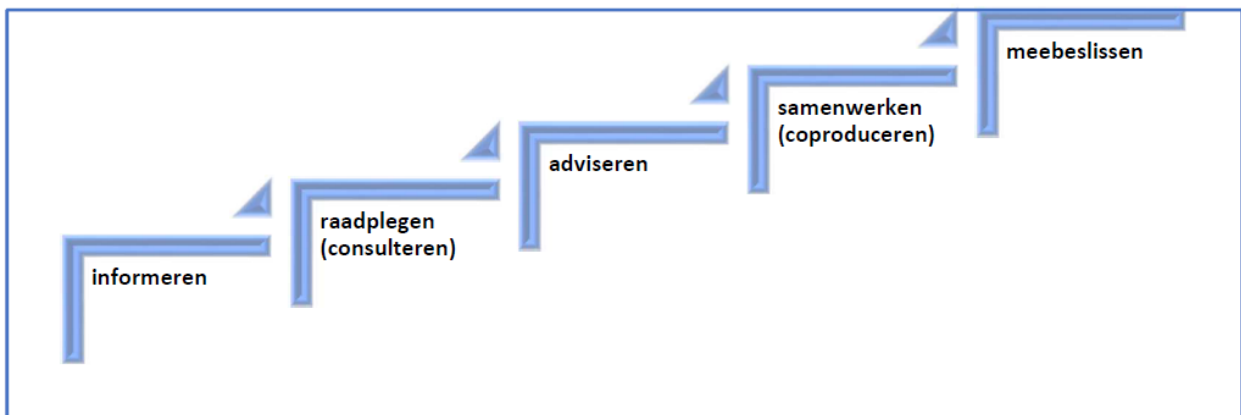 informeren
raadplegen
(consulteren)
adviseren
samenwerken
(coproduceren)
meebeslissen